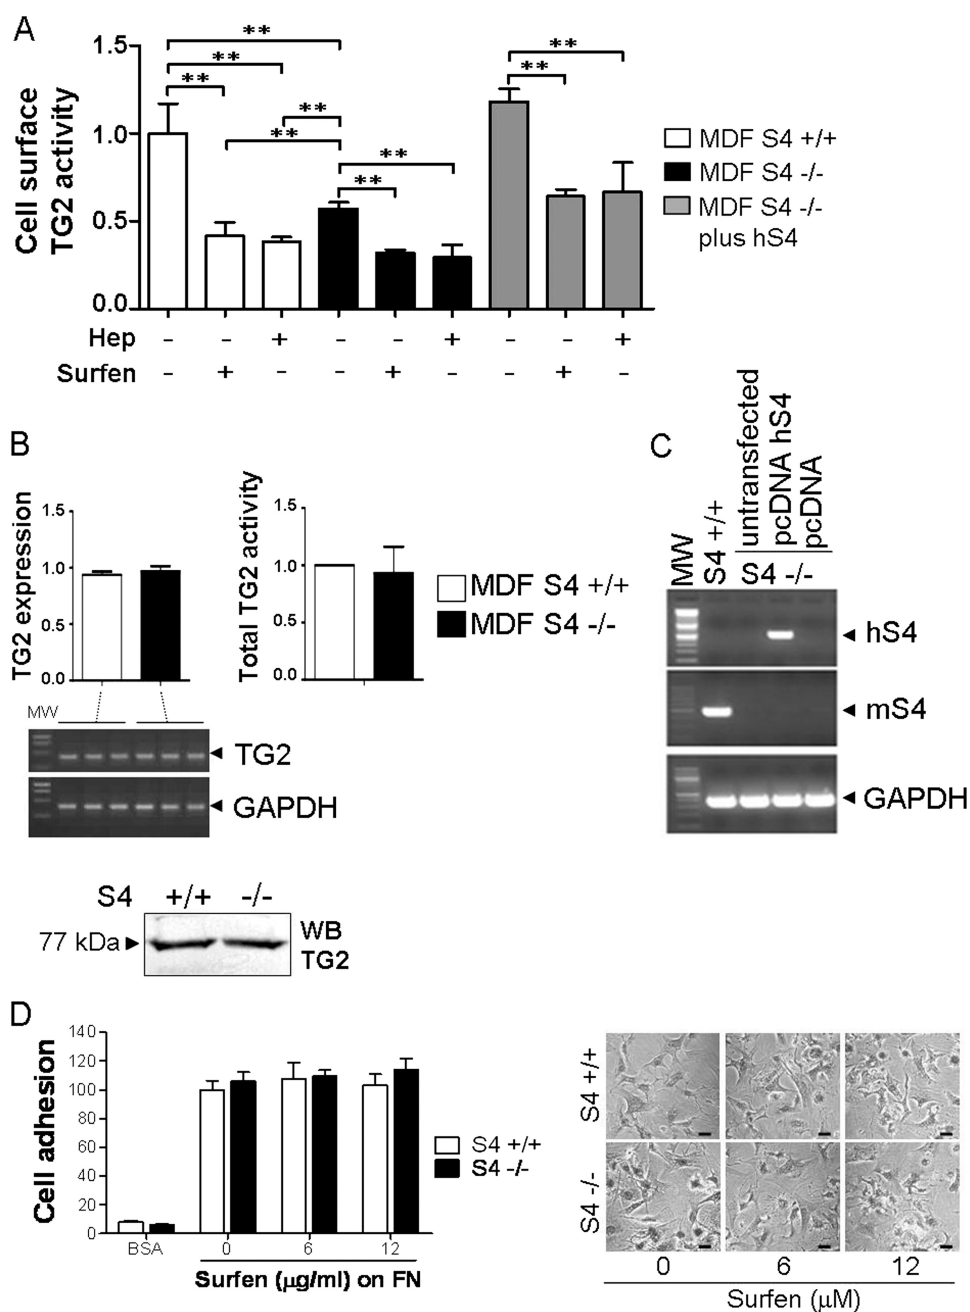 A
Cell surface
TG2 activity
1.5
1.0
0.5
0.0
** ** **
** ** **
** ** **
** **
MDF S4 +/+
MDF S4 -/-
MDF S4 -/-
plus hS4
Hep - - + - - + - - +
Surfen - + - - + - - + -
B
TG2 expression
1.5
1.0
0.5
0.0
Total TG2 activity
1.5
1.0
0.5
0.0
MDF S4 +/+
MDF S4 -/-
MW
TG2
GAPDH
S4 +/+ -/-
77 kDa
WB
TG2
C
MW
S4 +/+
untransfected
pcDNA hS4
pcDNA
S4 -/-
hS4
mS4
GAPDH
D
Cell adhesion
140
120
100
80
60
40
20
0
BSA 0 6 12
Surfen (µg/ml) on FN
S4 +/+
S4 -/-
S4 +/+
S4 -/-
0 6 12
Surfen (µM)